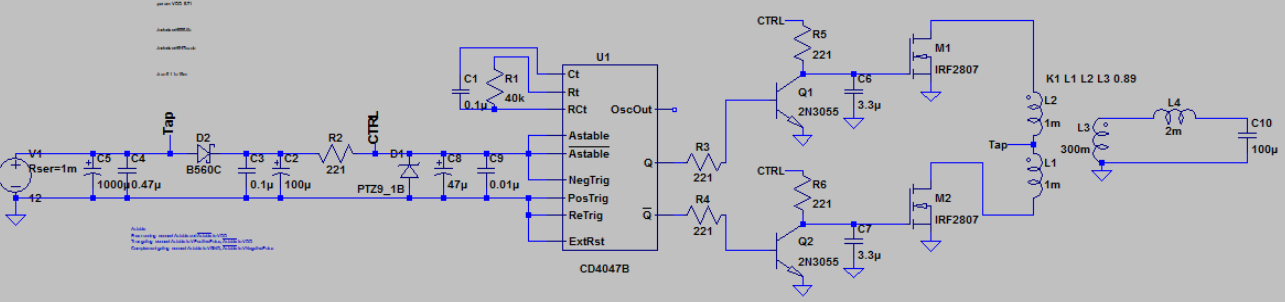 CTRL
R5
221
M1
IRF2807
U1
C1
0.1µ
R1
40k
Ct
Rt
RCt
OscOut
Q1
2N3055
C6
3.3µ
K1 L1 L2 L3 0.89
L2
1m
L3
300m
L4
2m
C10
100µ
Tap
L1
1m
Tap
D2
B560C
R2
221
CTRL
Astable
Astable
NegTrig
PosTrig
ReTrig
ExtRst
Q
Q
CD4047B
R3
221
R4
221
CTRL
R6
221
M2
IRF2807
Q2
2N3055
C7
3.3µ
V1
Rser=1m
12
C5
1000µ
C4
0.47µ
C3
0.1µ
C2
100µ
D1
PTZ9_1B
C8
47µ
C9
0.01µ